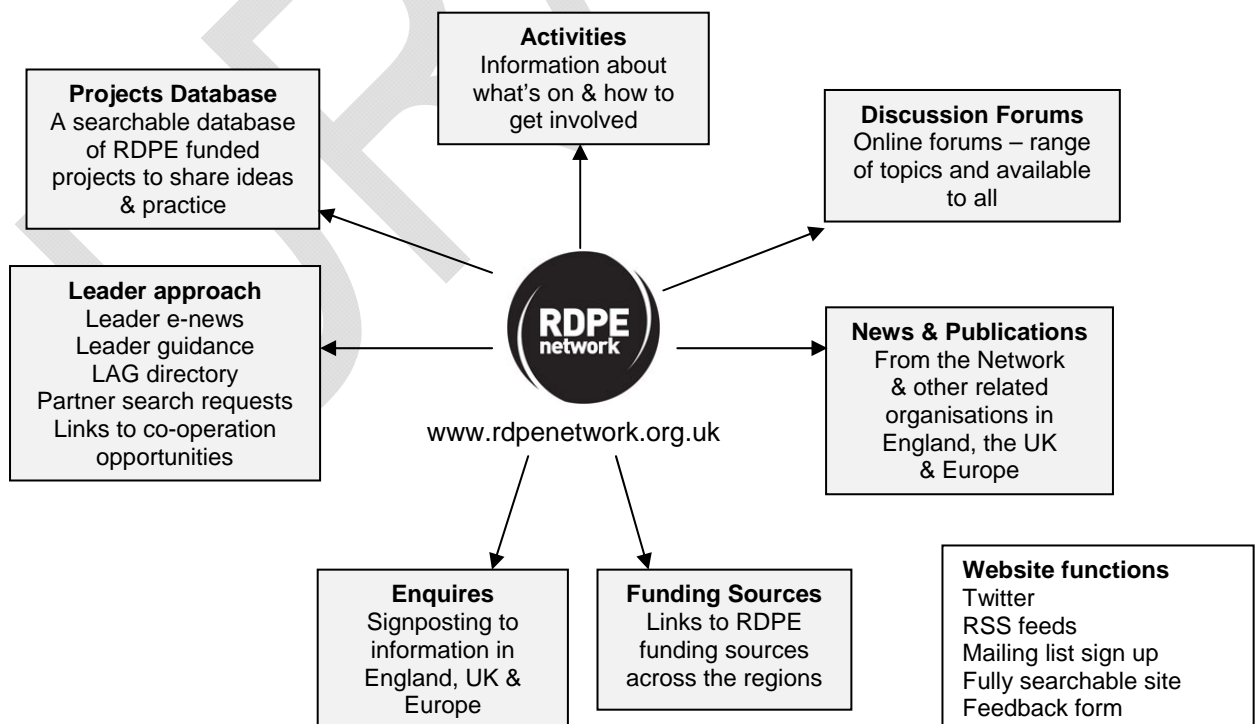 Activities
Information about
what's on & how to
get involved
Projects Database
A searchable database
of RDPE funded
projects to share ideas
& practice
Discussion Forums
Online forums – range
of topics and available
to all
Leader approach
Leader e-news
Leader guidance
LAG directory
Partner search requests
Links to co-operation
opportunities
RDPE
network
www.rdpenetwork.org.uk
News & Publications
From the Network
& other related
organisations in
England, the UK
& Europe
Enquires
Signposting to
information in
England, UK &
Europe
Funding Sources
Links to RDPE
funding sources
across the regions
Website functions
Twitter
RSS feeds
Mailing list sign up
Fully searchable site
Feedback form